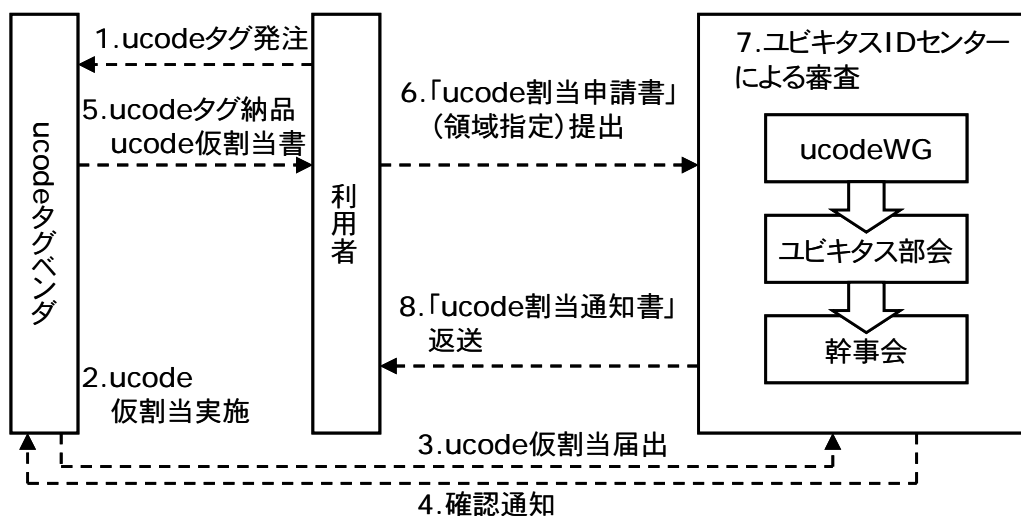 ucodeタグベンダ
1.ucodeタグ発注
5.ucodeタグ納品
ucode仮割当書
2.ucode
仮割当実施
利用者
6.「ucode割当申請書」
（領域指定）提出
8.「ucode割当通知書」
返送
7.ユビキタスIDセンター
による審査
ucodeWG
ユビキタス部会
幹事会
3.ucode仮割当届出
4.確認通知